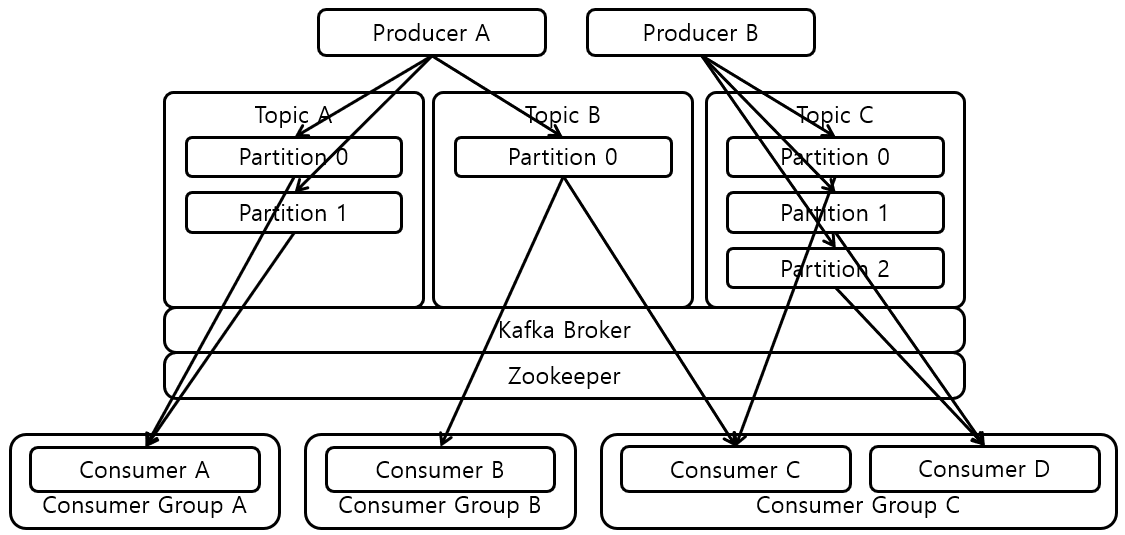 Producer A
Producer B
Topic A
Topic B
Topic C
Partition 0
Partition 0
Partition 0
Partition 1
Partition 1
Partition 2
Kafka Broker
Zookeeper
Consumer A
Consumer B
Consumer C
Consumer D
Consumer Group A
Consumer Group B
Consumer Group C